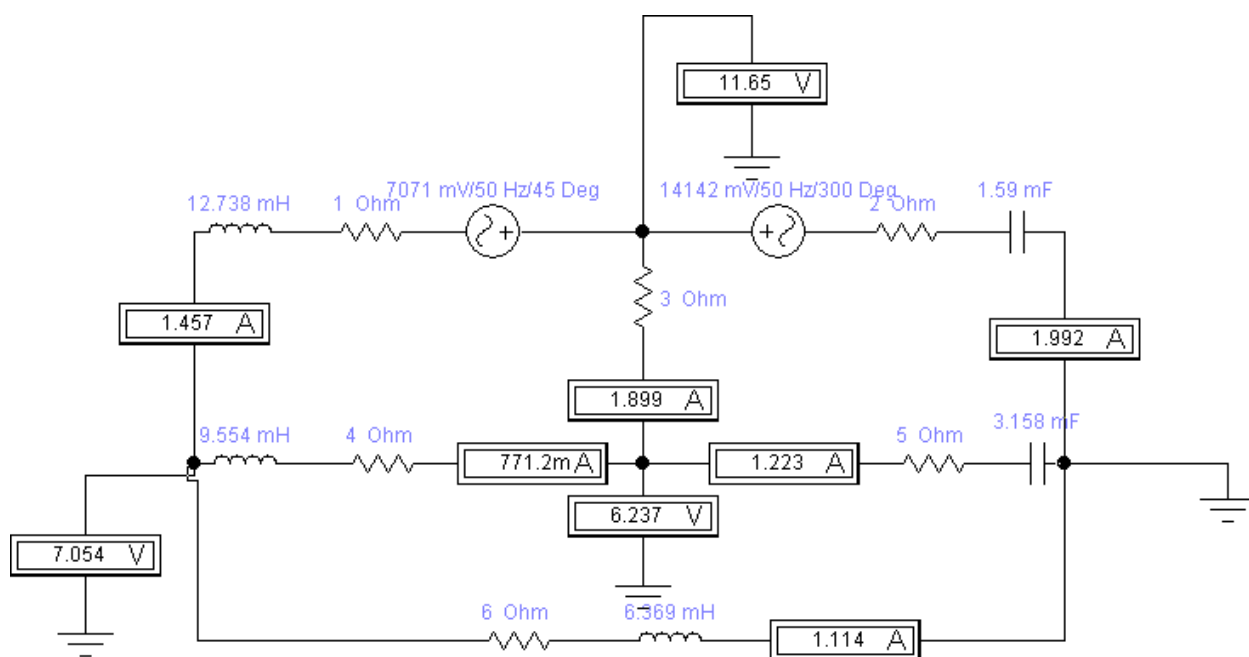 11.65 V
7071 mV/50 Hz/45 Deg
14142 mV/50 Hz/300 Deg
12.738 mH
1 Ohm
2 Ohm
1.59 mF
3 Ohm
1.457 A
1.992 A
1.899 A
9.554 mH
4 Ohm
771.2m A
1.223 A
5 Ohm
3.158 mF
6.237 V
7.054 V
6 Ohm
6.369 mH
1.114 A